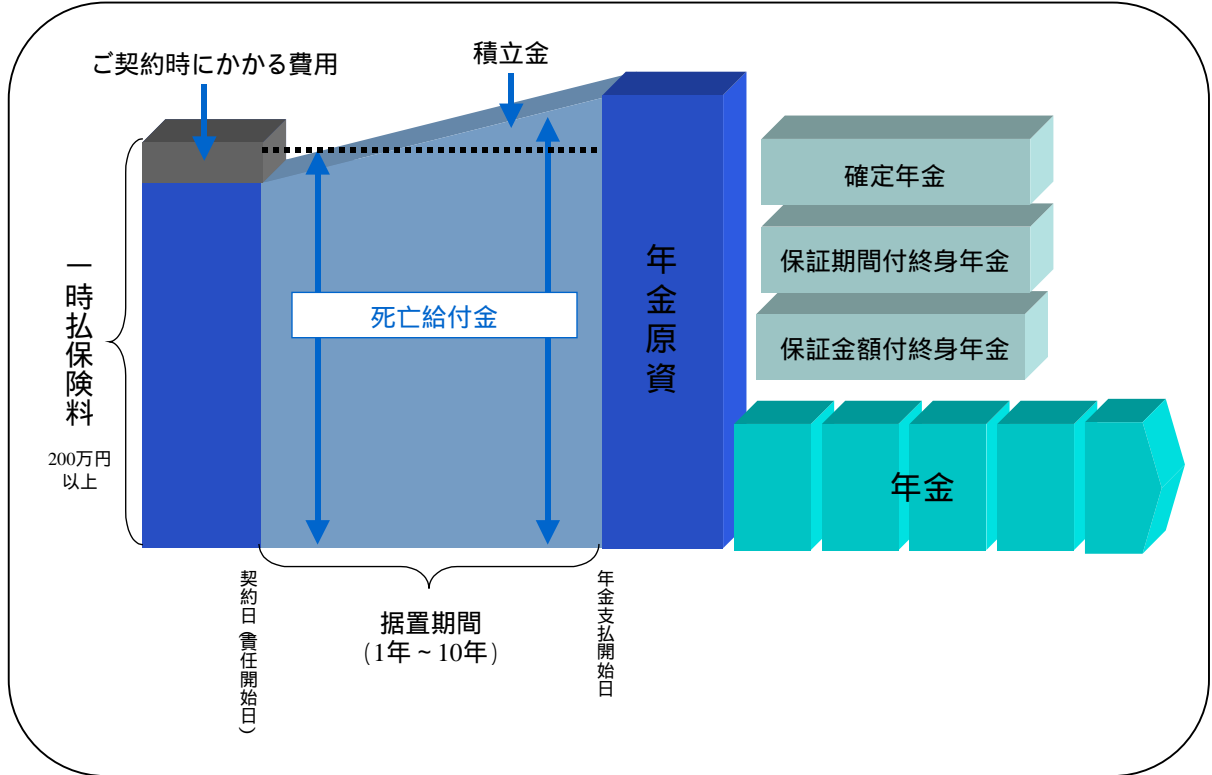 ご契約時にかかる費用
積立金
一時払保険料
200万円
以上
死亡給付金
年金原資
確定年金
保証期間付終身年金
保証金額付終身年金
年金
契約日(責任開始日)
据置期間
(1年~10年)
年金支払開始日